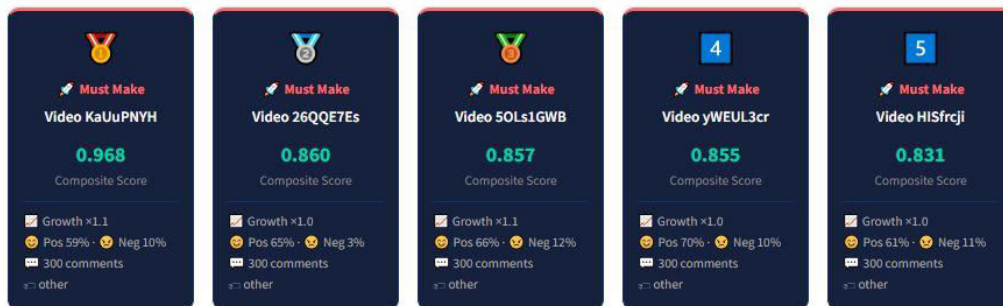 1
🚀 Must Make
Video KaUuPNYH
0.968
Composite Score
📈 Growth ×1.1
😊 Pos 59% · 😠 Neg 10%
💬 300 comments
🏷️ other
2
🚀 Must Make
Video 26QQE7Es
0.860
Composite Score
📈 Growth ×1.0
😊 Pos 65% · 😠 Neg 3%
💬 300 comments
🏷️ other
3
🚀 Must Make
Video 5OLs1GWB
0.857
Composite Score
📈 Growth ×1.1
😊 Pos 66% · 😠 Neg 12%
💬 300 comments
🏷️ other
4
🚀 Must Make
Video yWEUL3cr
0.855
Composite Score
📈 Growth ×1.0
😊 Pos 70% · 😠 Neg 10%
💬 300 comments
🏷️ other
5
🚀 Must Make
Video HISfrcji
0.831
Composite Score
📈 Growth ×1.0
😊 Pos 61% · 😠 Neg 11%
💬 300 comments
🏷️ other